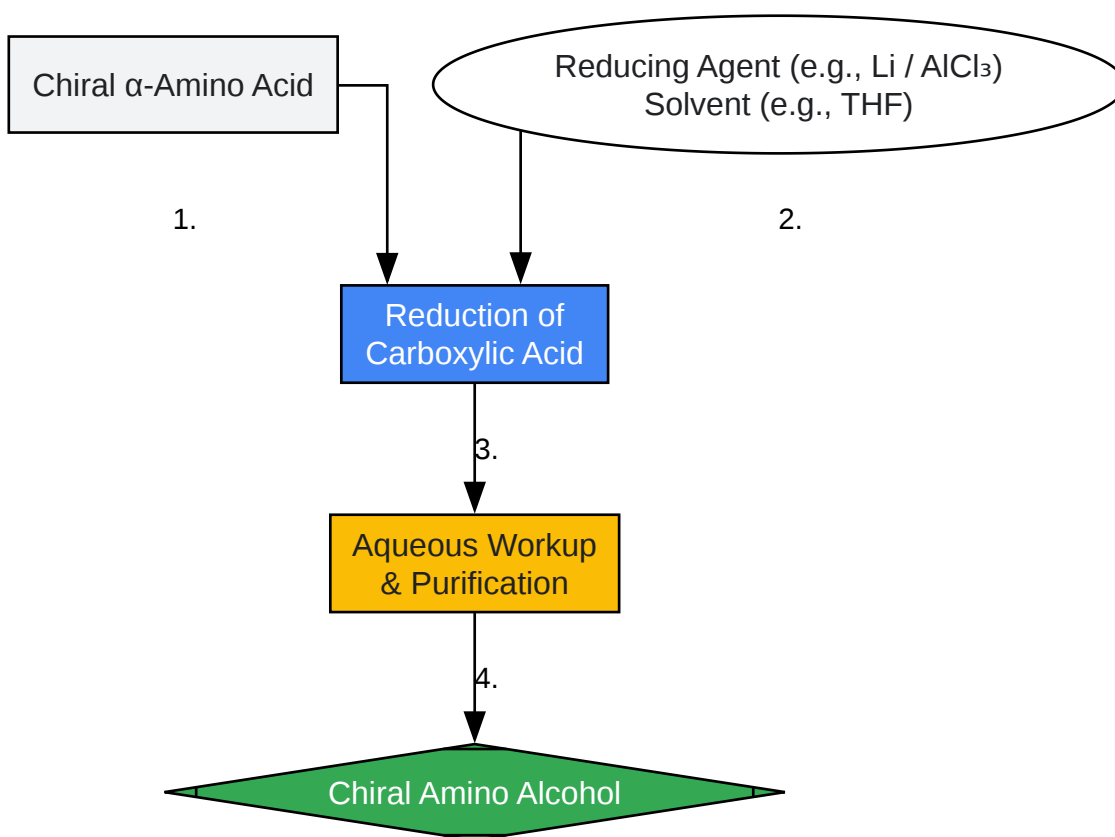 Chiral α-Amino Acid
Reducing Agent (e.g., Li / AlCl₃)
Solvent (e.g., THF)
1.
2.
Reduction of
Carboxylic Acid
3.
Aqueous Workup
& Purification
4.
Chiral Amino Alcohol